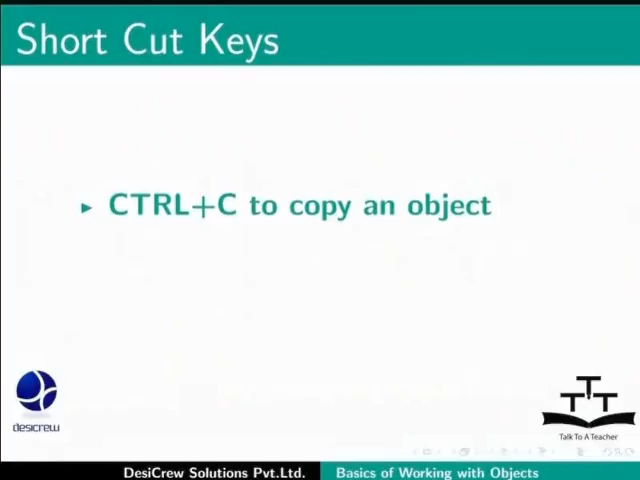 Short Cut Keys
CTRL+C to copy an object
desicrew
T
T T
Talk To A Teacher
DesiCrew Solutions Pvt.Ltd. Basics of Working with Objects